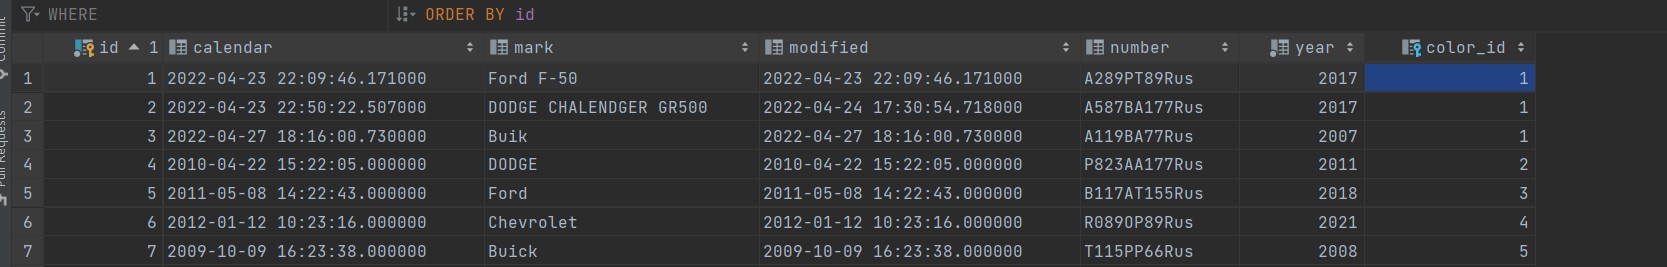 WHERE ORDER BY id
id 1 calendar mark modified number year color_id
1 1 2022-04-23 22:09:46.171000 Ford F-50 2022-04-23 22:09:46.171000 A289PT89Rus 2017 1
2 2 2022-04-23 22:50:22.507000 DODGE CHALENDGER GR500 2022-04-24 17:30:54.718000 A587BA177Rus 2017 1
3 3 2022-04-27 18:16:00.730000 Buik 2022-04-27 18:16:00.730000 A119BA77Rus 2007 1
4 4 2010-04-22 15:22:05.000000 DODGE 2010-04-22 15:22:05.000000 P823AA177Rus 2011 2
5 5 2011-05-08 14:22:43.000000 Ford 2011-05-08 14:22:43.000000 B117AT155Rus 2018 3
6 6 2012-01-12 10:23:16.000000 Chevrolet 2012-01-12 10:23:16.000000 R089OP89Rus 2021 4
7 7 2009-10-09 16:23:38.000000 Buick 2009-10-09 16:23:38.000000 T115PP66Rus 2008 5
Commit
Pull Requests